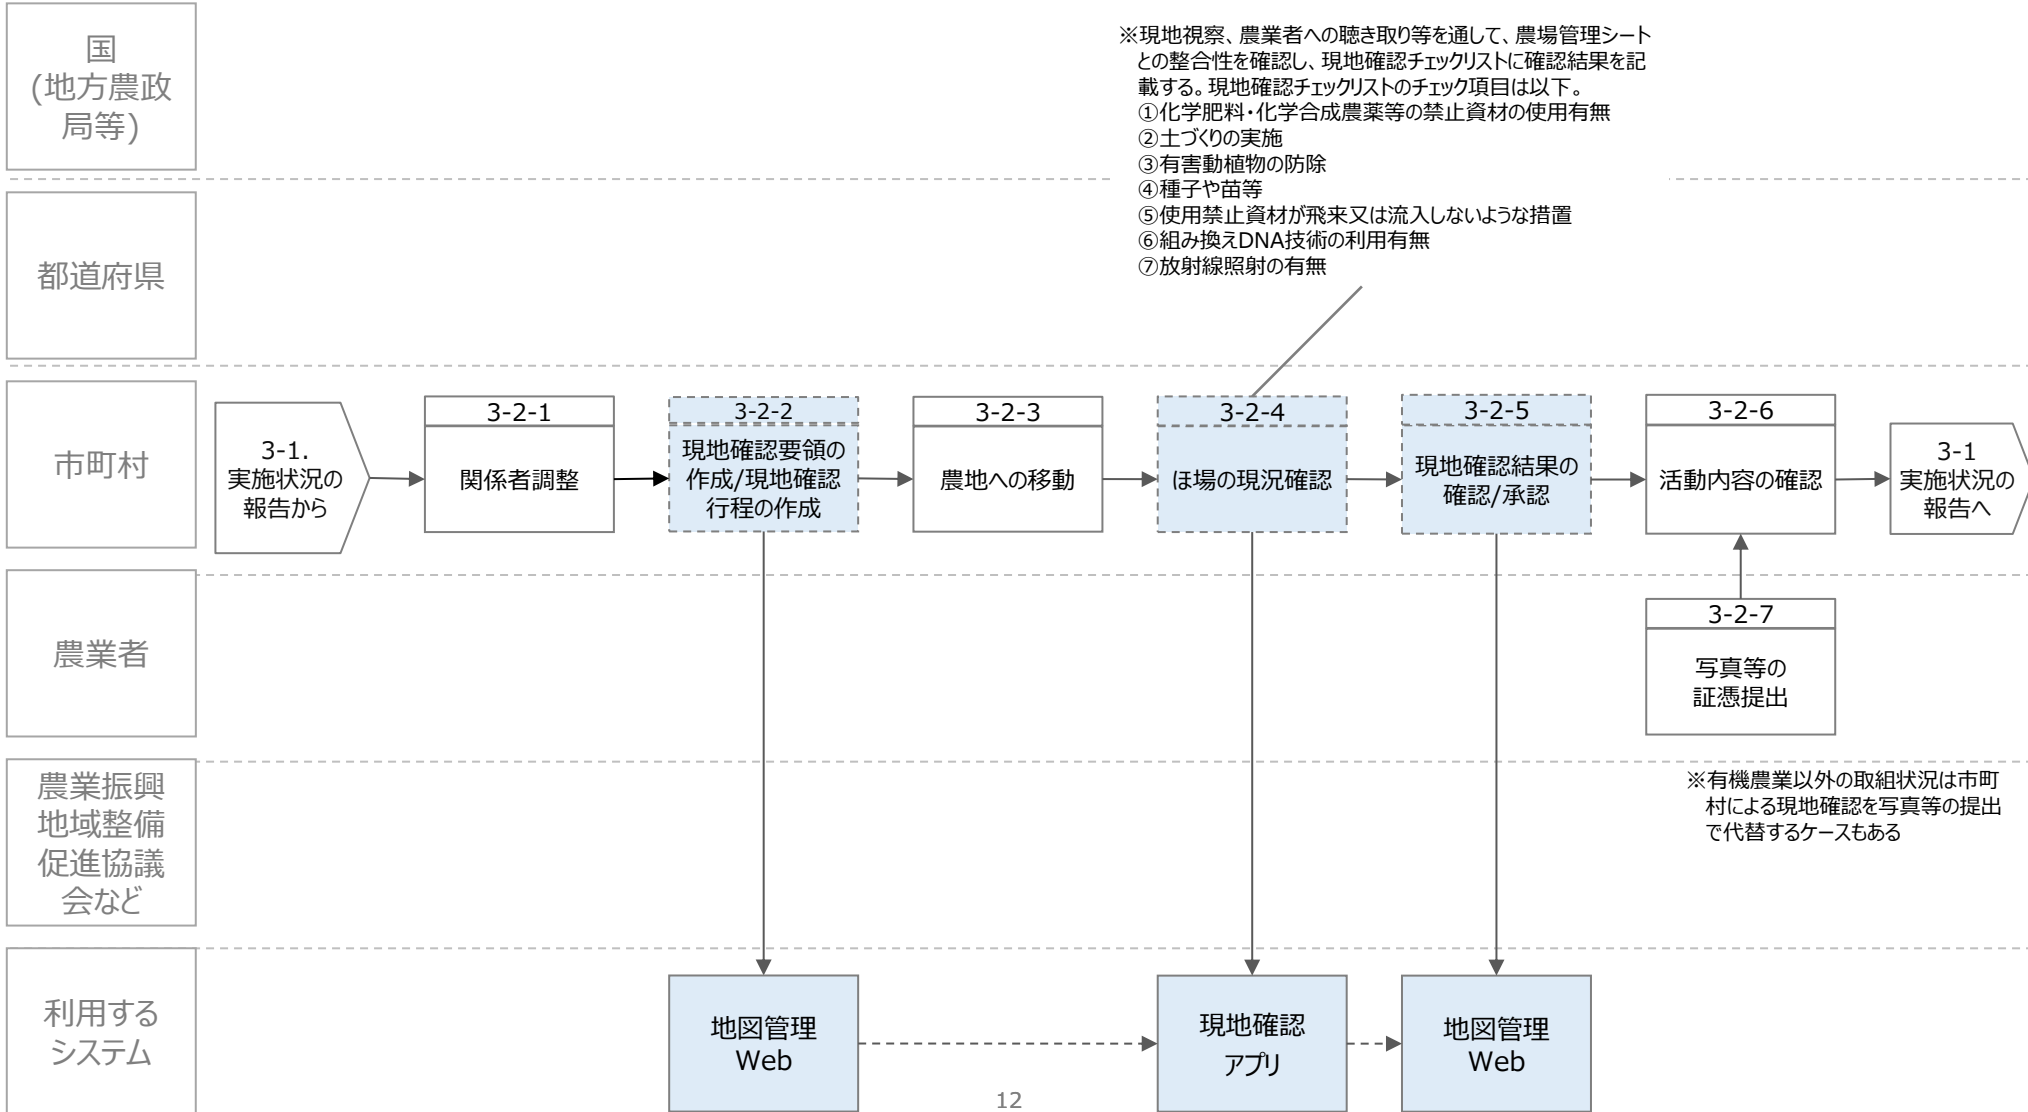 国
(地方農政
局等)
※現地視察、農業者への聴き取り等を通して、農場管理シート
との整合性を確認し、現地確認チェックリストに確認結果を記
載する。現地確認チェックリストのチェック項目は以下。
①化学肥料・化学合成農薬等の禁止資材の使用有無
②土づくりの実施
③有害動植物の防除
④種子や苗等
⑤使用禁止資材が飛来又は流入しないような措置
⑥組み換えDNA技術の利用有無
⑦放射線照射の有無
都道府県
市町村
3-1.
実施状況の
報告から
3-2-1
関係者調整
3-2-2
現地確認要領の
作成/現地確認
行程の作成
3-2-3
農地への移動
3-2-4
ほ場の現況確認
3-2-5
現地確認結果の
確認/承認
3-2-6
活動内容の確認
3-1
実施状況の
報告へ
農業者
3-2-7
写真等の
証憑提出
農業振興
地域整備
促進協議
会など
※有機農業以外の取組状況は市町
村による現地確認を写真等の提出
で代替するケースもある
利用する
システム
地図管理
Web
現地確認
アプリ
地図管理
Web
12